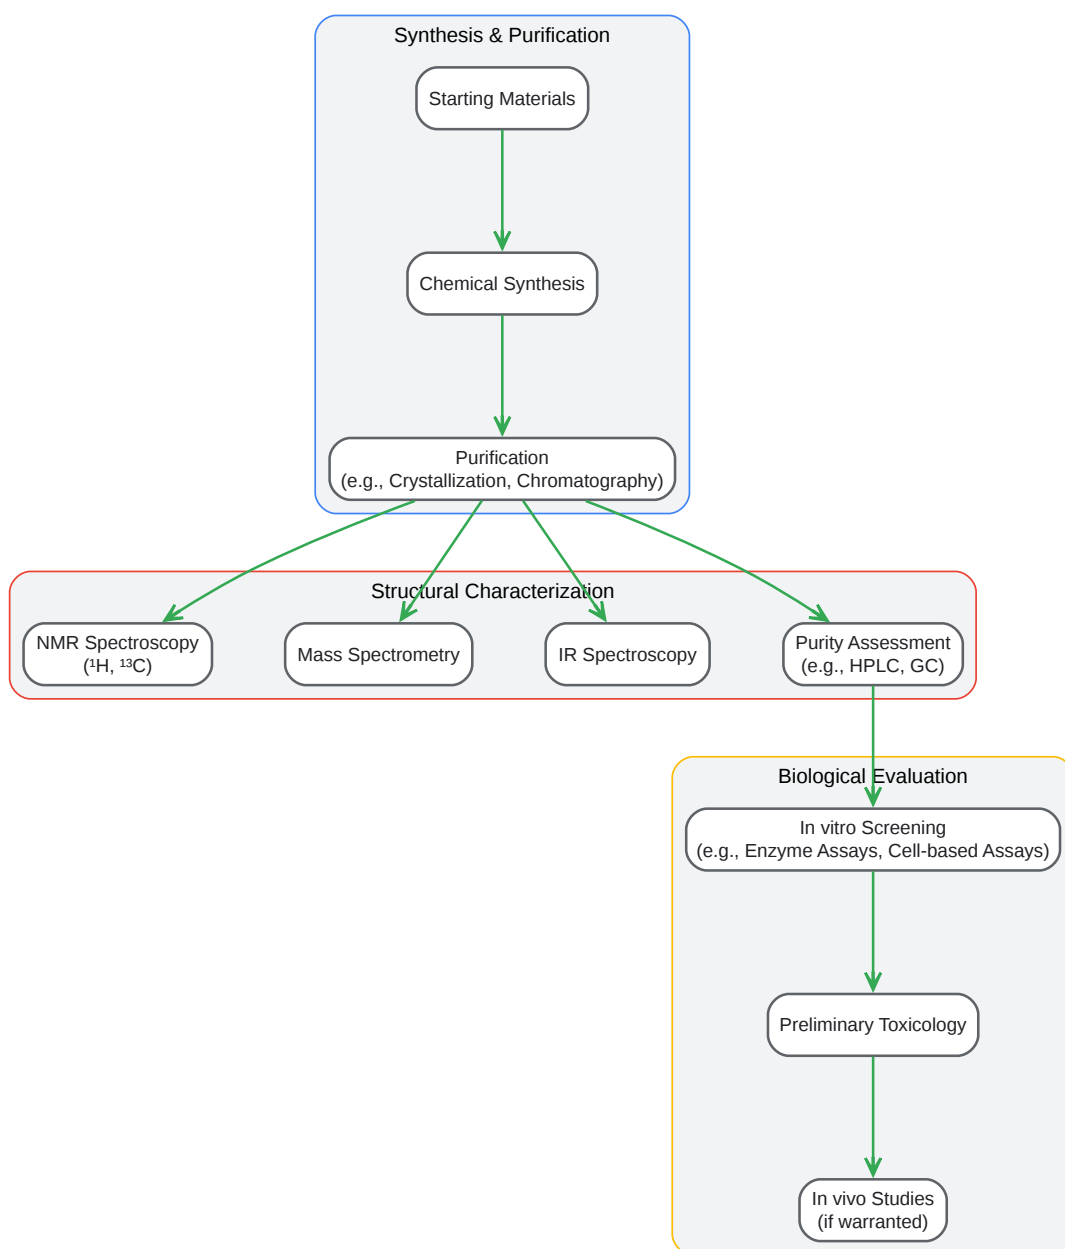 Synthesis & Purification
Starting Materials
Chemical Synthesis
Purification
(e.g., Crystallization, Chromatography)
Structural Characterization
NMR Spectroscopy
(¹H, ¹³C)
Mass Spectrometry
IR Spectroscopy
Purity Assessment
(e.g., HPLC, GC)
Biological Evaluation
In vitro Screening
(e.g., Enzyme Assays, Cell-based Assays)
Preliminary Toxicology
In vivo Studies
(if warranted)